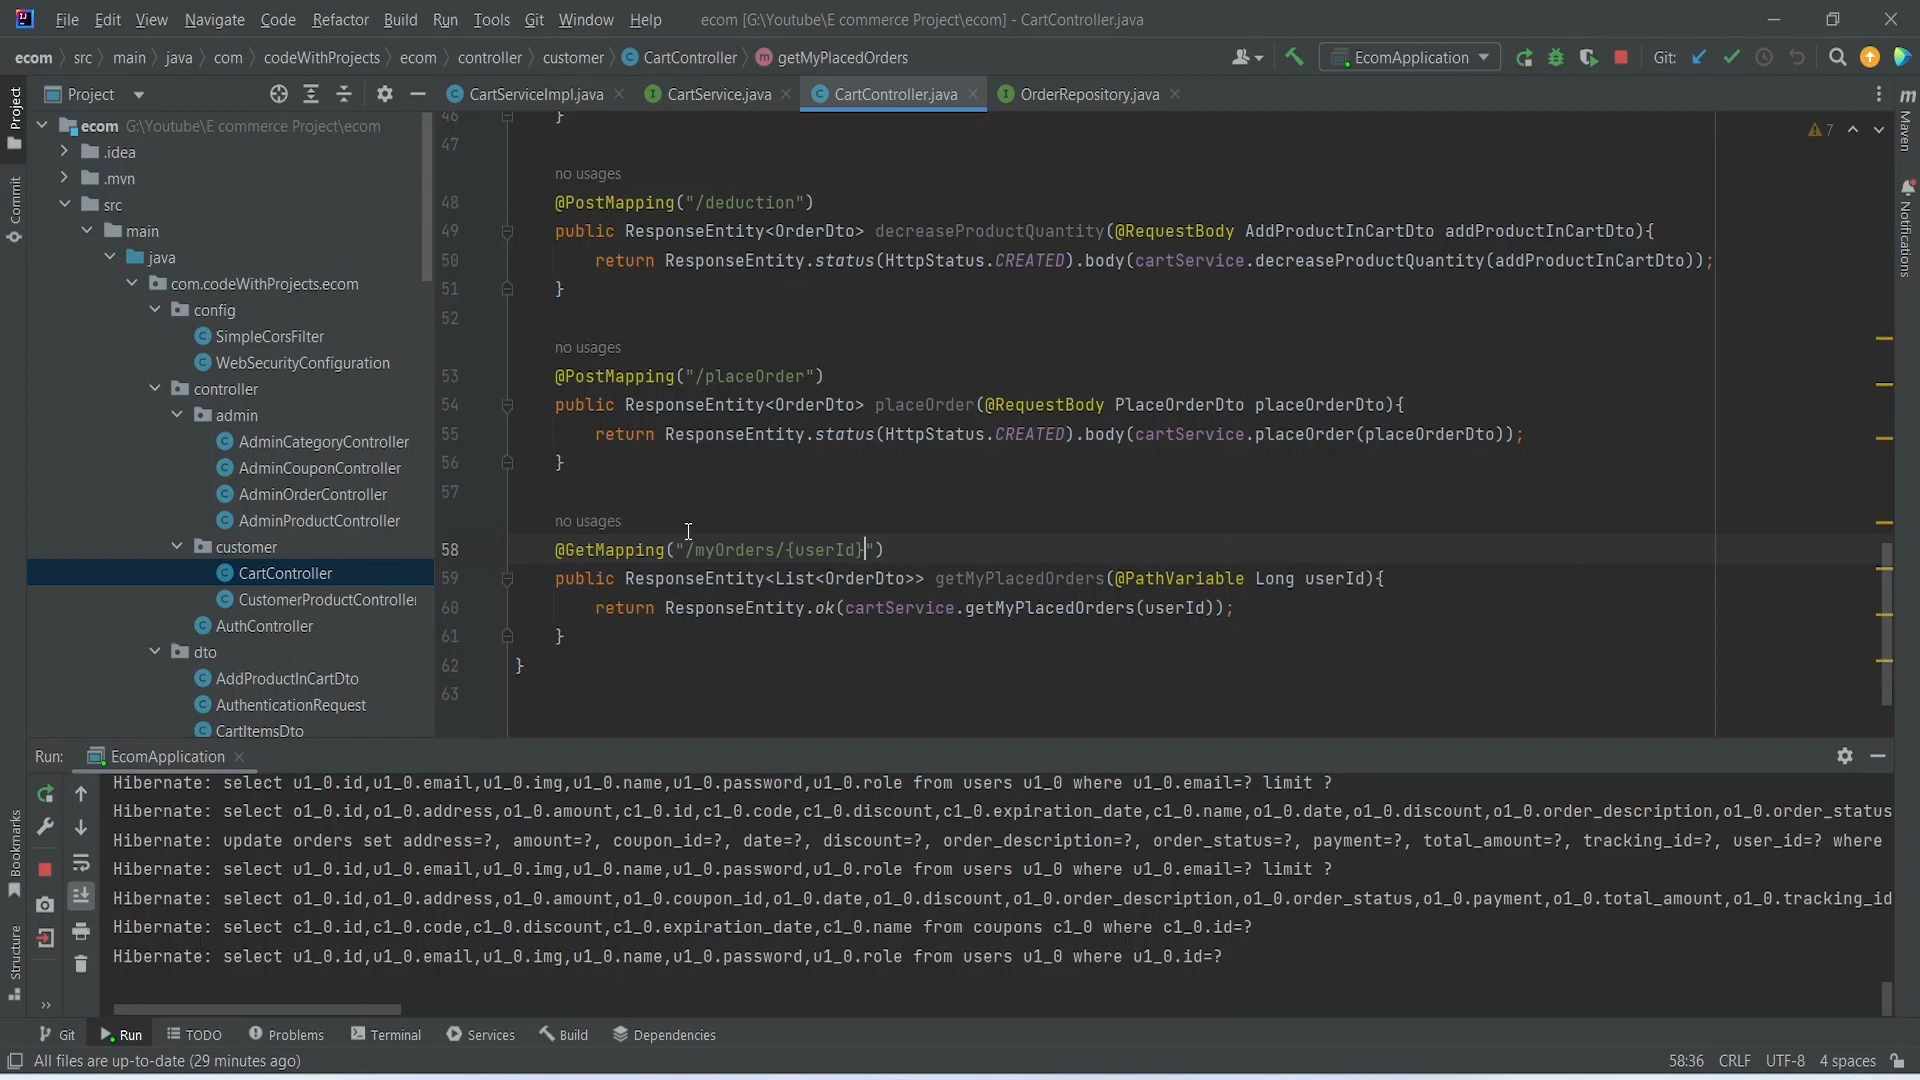 File Edit View Navigate Code Refactor Build Run Tools Git Window Help ecom [G:\Youtube\E commerce Project\ecom] - CartController.java
ecom src main java com codeWithProjects ecom controller customer CartController getMyPlacedOrders EcomApplication Git:
Project CartServiceImpl.java CartService.java CartController.java OrderRepository.java
ecom G:\Youtube\E commerce Project\ecom
.idea
.mvn
src
main
java
com.codeWithProjects.ecom
config
SimpleCorsFilter
WebSecurityConfiguration
controller
admin
AdminCategoryController
AdminCouponController
AdminOrderController
AdminProductController
customer
CartController
CustomerProductController
AuthController
dto
AddProductInCartDto
AuthenticationRequest
CartItemsDto
7
46 }
47
no usages
48 @PostMapping("/deduction")
49 public ResponseEntity<OrderDto> decreaseProductQuantity(@RequestBody AddProductInCartDto addProductInCartDto){
50 return ResponseEntity.status(HttpStatus.CREATED).body(cartService.decreaseProductQuantity(addProductInCartDto));
51 }
52
no usages
53 @PostMapping("/placeOrder")
54 public ResponseEntity<OrderDto> placeOrder(@RequestBody PlaceOrderDto placeOrderDto){
55 return ResponseEntity.status(HttpStatus.CREATED).body(cartService.placeOrder(placeOrderDto));
56 }
57
no usages
58 @GetMapping("/myOrders/{userId}")
59 public ResponseEntity<List<OrderDto>> getMyPlacedOrders(@PathVariable Long userId){
60 return ResponseEntity.ok(cartService.getMyPlacedOrders(userId));
61 }
62 }
63
Project
Commit
Bookmarks
Structure
Maven
Notifications
Run: EcomApplication
Hibernate: select u1_0.id,u1_0.email,u1_0.img,u1_0.name,u1_0.password,u1_0.role from users u1_0 where u1_0.email=? limit ?
Hibernate: select o1_0.id,o1_0.address,o1_0.amount,c1_0.id,c1_0.code,c1_0.discount,c1_0.expiration_date,c1_0.name,o1_0.date,o1_0.discount,o1_0.order_description,o1_0.order_status
Hibernate: update orders set address=?, amount=?, coupon_id=?, date=?, discount=?, order_description=?, order_status=?, payment=?, total_amount=?, tracking_id=?, user_id=? where
Hibernate: select u1_0.id,u1_0.email,u1_0.img,u1_0.name,u1_0.password,u1_0.role from users u1_0 where u1_0.email=? limit ?
Hibernate: select o1_0.id,o1_0.address,o1_0.amount,o1_0.coupon_id,o1_0.date,o1_0.discount,o1_0.order_description,o1_0.order_status,o1_0.payment,o1_0.total_amount,o1_0.tracking_id
Hibernate: select c1_0.id,c1_0.code,c1_0.discount,c1_0.expiration_date,c1_0.name from coupons c1_0 where c1_0.id=?
Hibernate: select u1_0.id,u1_0.email,u1_0.img,u1_0.name,u1_0.password,u1_0.role from users u1_0 where u1_0.id=?
Git Run TODO Problems Terminal Services Build Dependencies
All files are up-to-date (29 minutes ago) 58:36 CRLF UTF-8 4 spaces